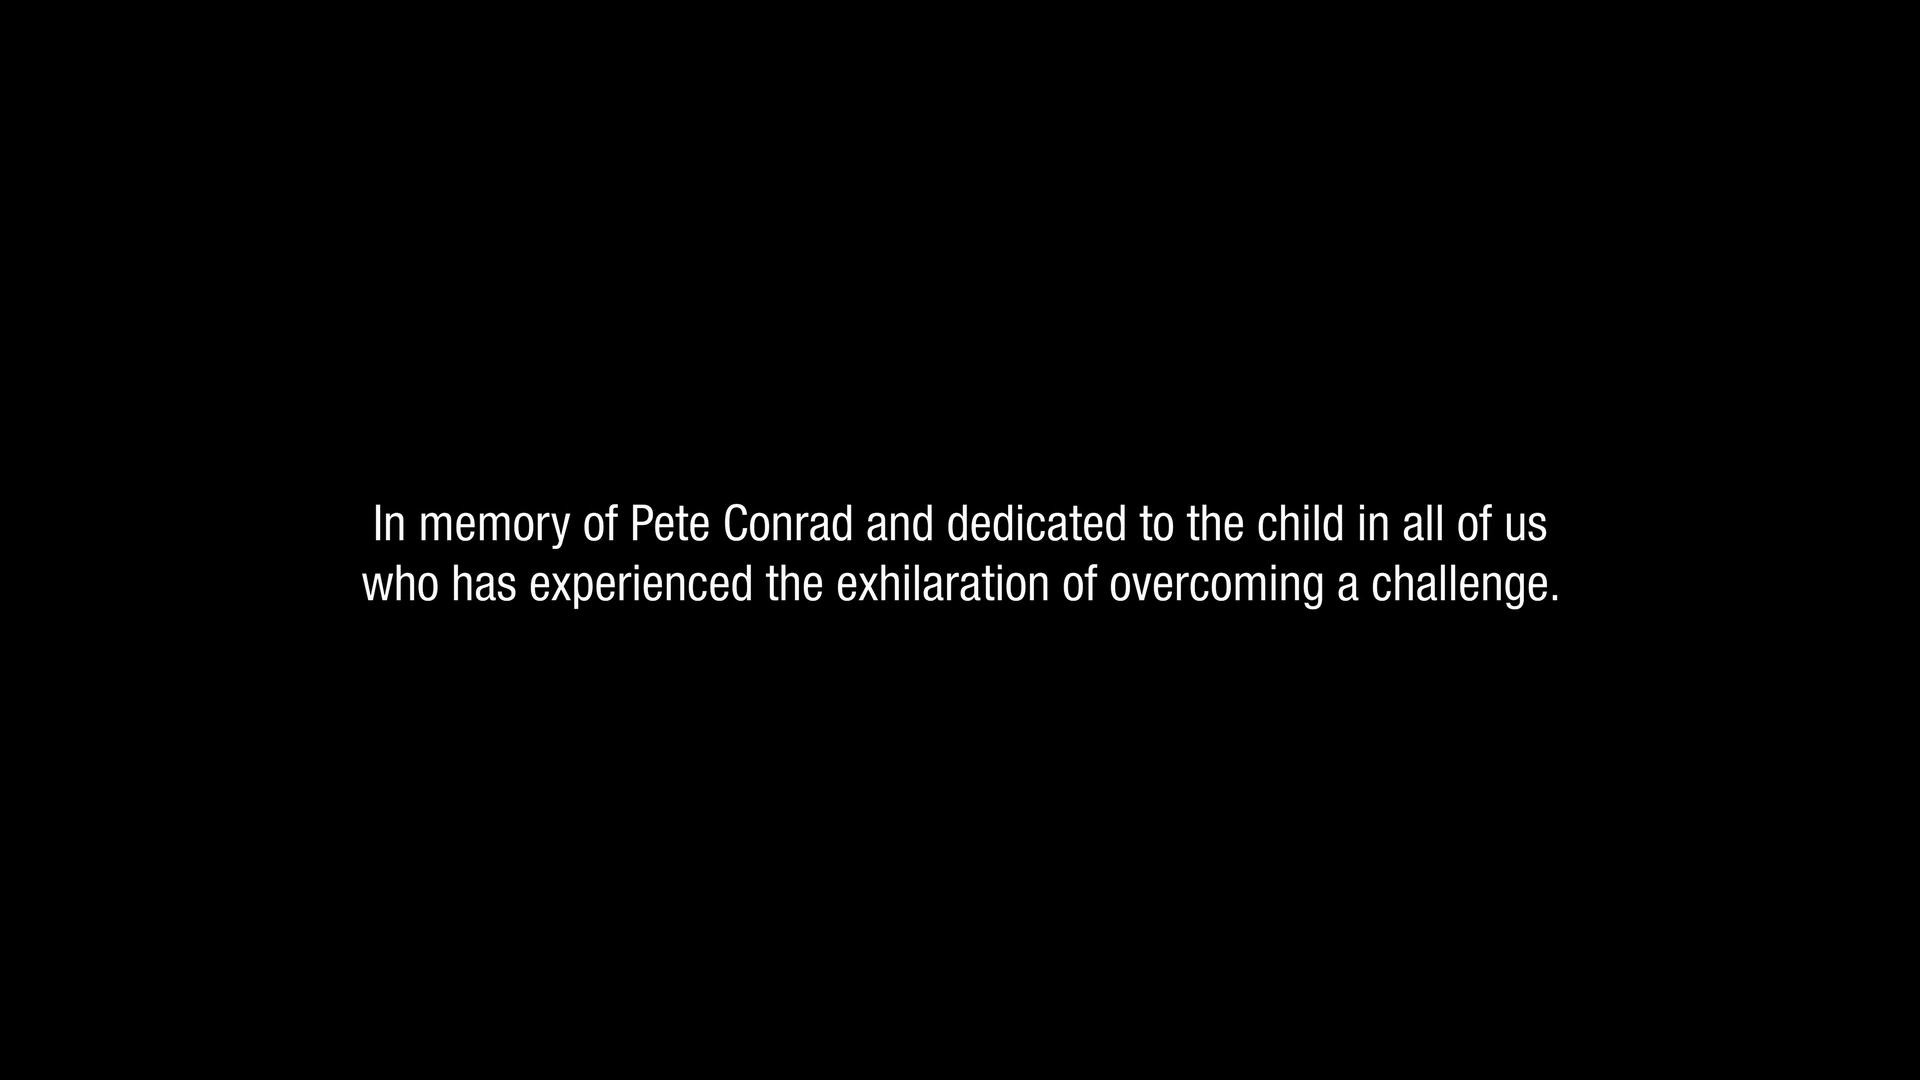 In memory of Pete Conrad and dedicated to the child in all of us
who has experienced the exhilaration of overcoming a challenge.